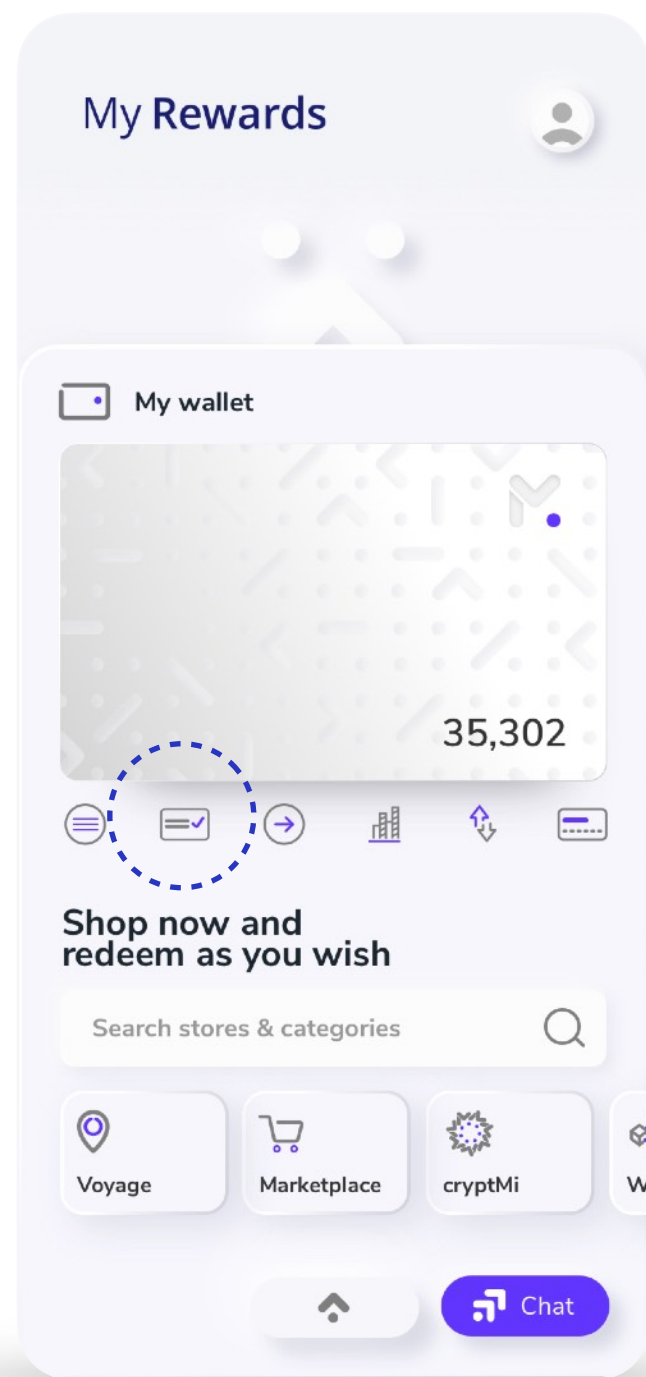 My Rewards
My wallet
35,302
Shop now and
redeem as you wish
Search stores & categories
Voyage
Marketplace
cryptMi
Chat